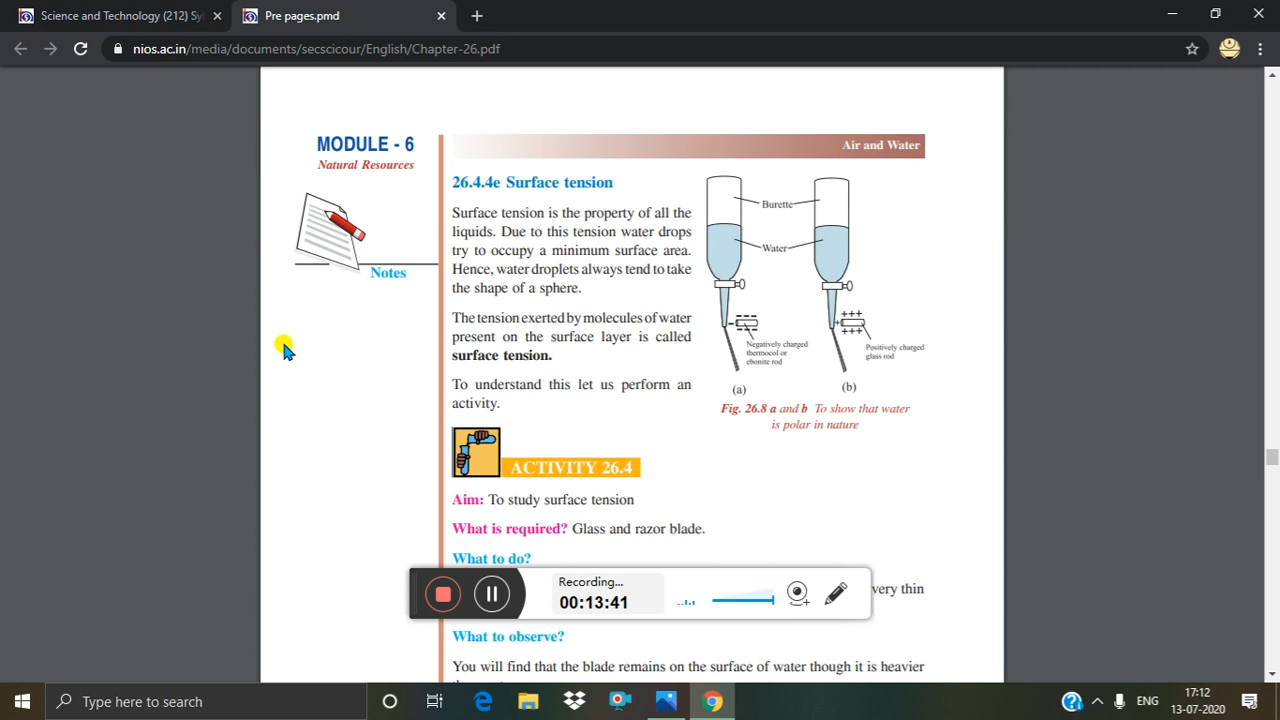 Science and Technology (212) Syl
Pre pages.pmd
nios.ac.in/media/documents/secscicour/English/Chapter-26.pdf
MODULE - 6
Natural Resources
Notes
Air and Water
26.4.4e Surface tension
Surface tension is the property of all the
liquids. Due to this tension water drops
try to occupy a minimum surface area.
Hence, water droplets always tend to take
the shape of a sphere.
The tension exerted by molecules of water
present on the surface layer is called
surface tension.
To understand this let us perform an
activity.
Burette
Water
- - -
- - -
Negatively charged
thermocol or
ebonite rod
+++
+
+++
Positively charged
glass rod
(a)
(b)
Fig. 26.8 a and b To show that water
is polar in nature
ACTIVITY 26.4
Aim: To study surface tension
What is required? Glass and razor blade.
What to do?
very thin
What to observe?
You will find that the blade remains on the surface of water though it is heavier
Recording...
00:13:41
Type here to search
ENG
17:12
13-07-2020